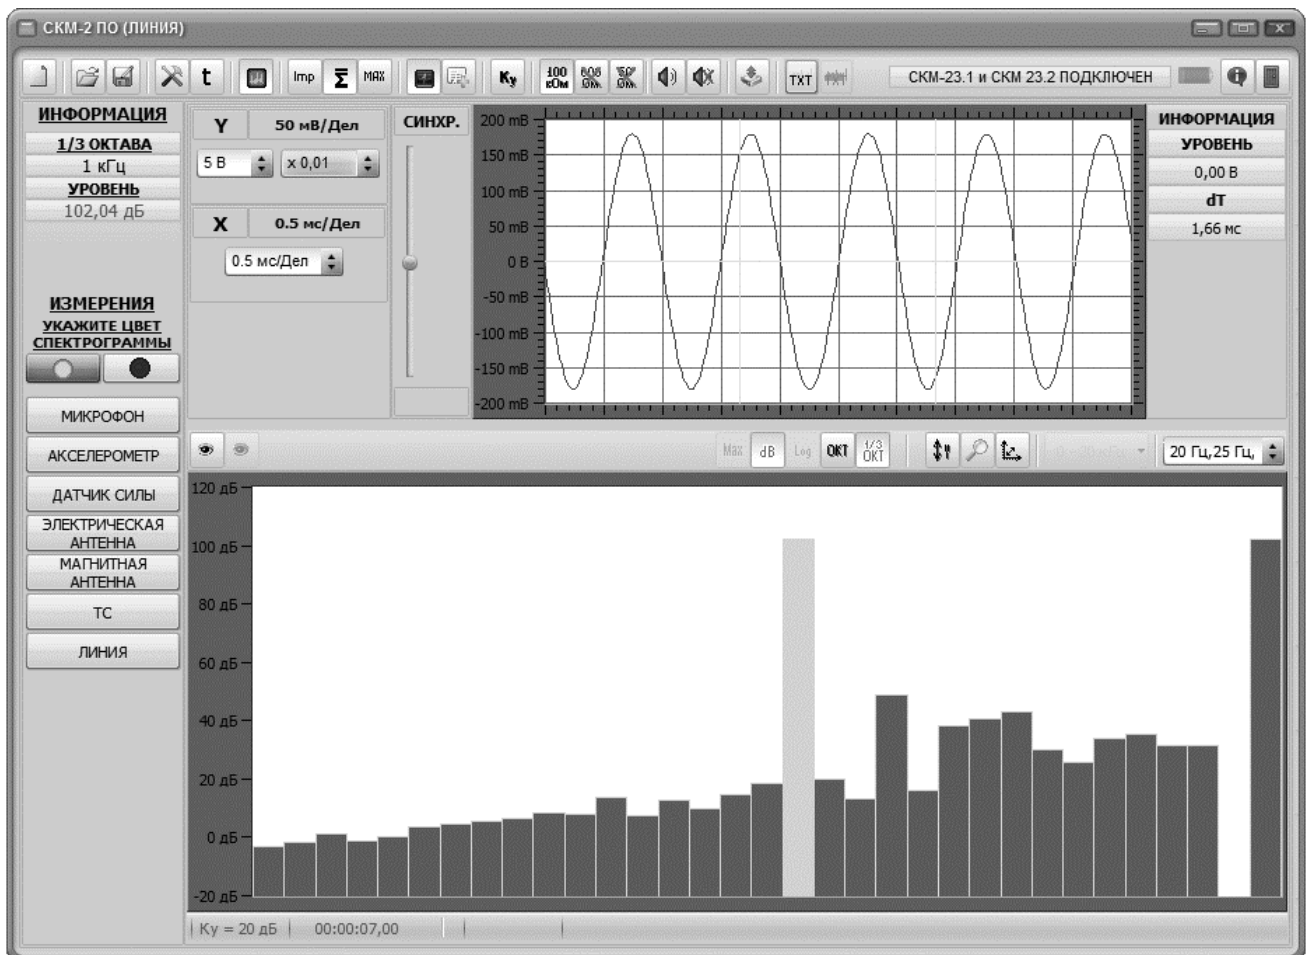 СКМ-2 ПО (ЛИНИЯ)
t
Imp
Σ
MAX
Ку
100
кОм
TXT
СКМ-23.1 и СКМ 23.2 ПОДКЛЮЧЕН
ИНФОРМАЦИЯ
1/3 ОКТАВА
1 кГц
УРОВЕНЬ
102,04 дБ
ИЗМЕРЕНИЯ
УКАЖИТЕ ЦВЕТ
СПЕКТРОГРАММЫ
МИКРОФОН
АКСЕЛЕРОМЕТР
ДАТЧИК СИЛЫ
ЭЛЕКТРИЧЕСКАЯ
АНТЕННА
МАГНИТНАЯ
АНТЕННА
ТС
ЛИНИЯ
Y 50 мВ/Дел
5 В x 0,01
X 0.5 мс/Дел
0.5 мс/Дел
СИНХР.
200 mB
150 mB
100 mB
50 mB
0 B
-50 mB
-100 mB
-150 mB
-200 mB
ИНФОРМАЦИЯ
УРОВЕНЬ
0,00 В
dT
1,66 мс
Max
dB
Log
ОКТ
1/3
ОКТ
20 Гц,25 Гц,
120 дБ
100 дБ
80 дБ
60 дБ
40 дБ
20 дБ
0 дБ
-20 дБ
Ку = 20 дБ 00:00:07,00